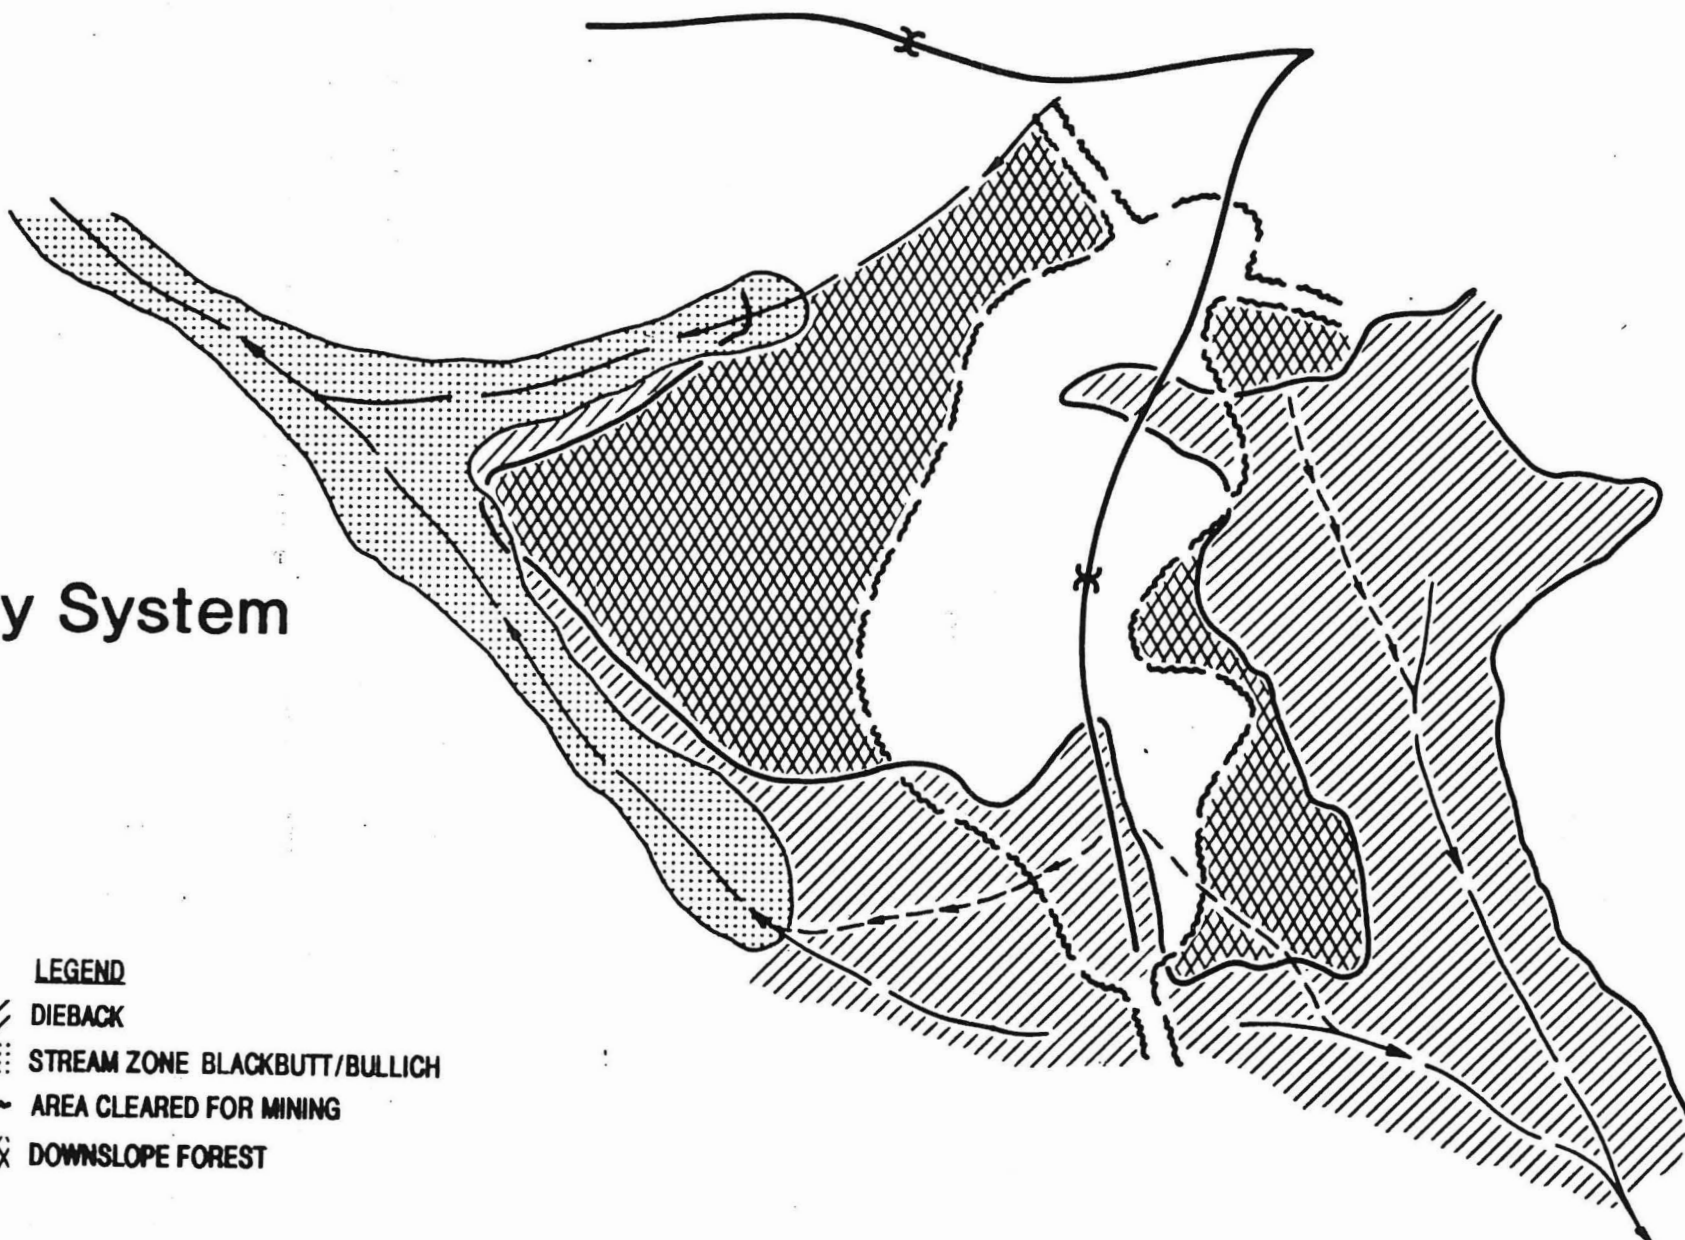 y System
LEGEND
DIEBACK
STREAM ZONE BLACKBUTT/BULLICH
AREA CLEARED FOR MINING
DOWNSLOPE FOREST